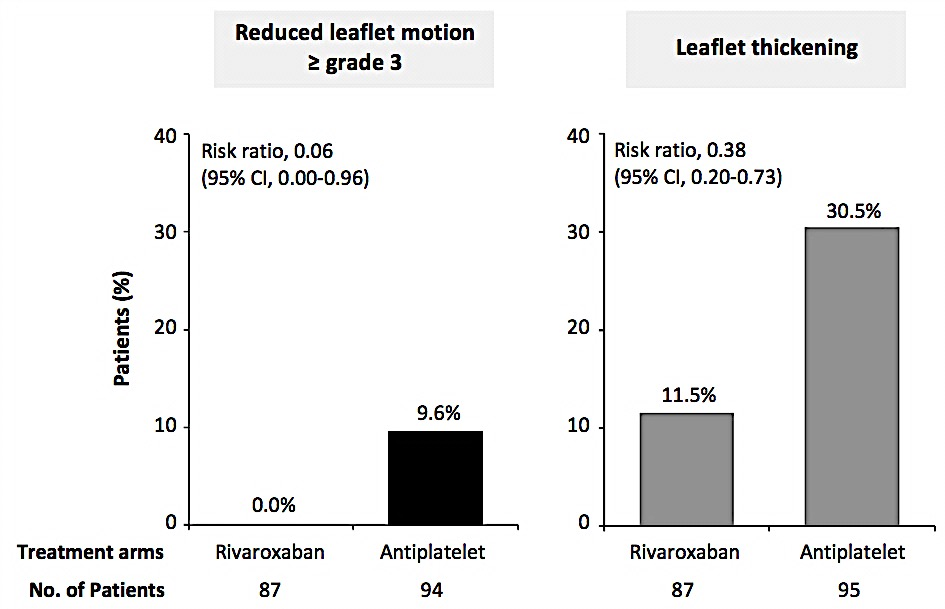 Reduced leaflet motion
≥ grade 3
Leaflet thickening
Patients (%)
40
30
20
10
0
Risk ratio, 0.06
(95% CI, 0.00-0.96)
0.0%
9.6%
40
30
20
10
0
Risk ratio, 0.38
(95% CI, 0.20-0.73)
11.5%
30.5%
Treatment arms Rivaroxaban Antiplatelet Rivaroxaban Antiplatelet
No. of Patients 87 94 87 95